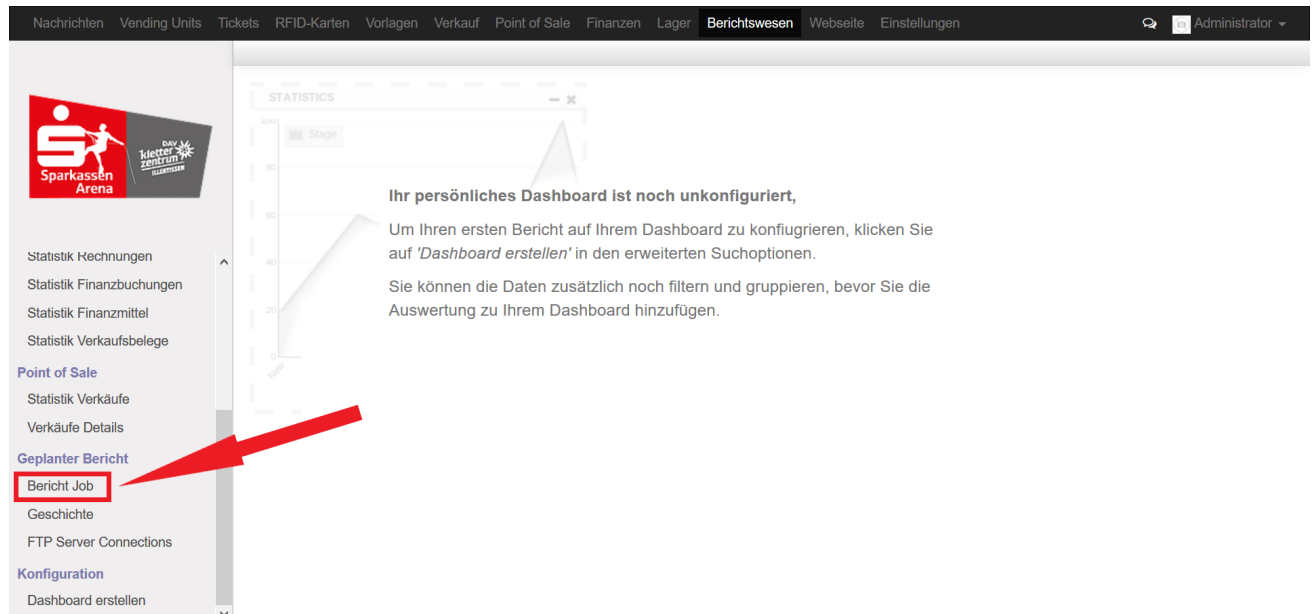 Nachrichten Vending Units Tickets RFID-Karten Vorlagen Verkauf Point of Sale Finanzen Lager Berichtswesen Webseite Einstellungen Administrator
Sparkassen
Arena
DAV
kletter
zentrum
ILLERTISSEN
Statistik Rechnungen
Statistik Finanzbuchungen
Statistik Finanzmittel
Statistik Verkaufsbelege
Point of Sale
Statistik Verkäufe
Verkäufe Details
Geplanter Bericht
Bericht Job
Geschichte
FTP Server Connections
Konfiguration
Dashboard erstellen
STATISTICS
Stage
100
80
60
40
20
0
New
Ihr persönliches Dashboard ist noch unkonfiguriert,
Um Ihren ersten Bericht auf Ihrem Dashboard zu konfiugrieren, klicken Sie
auf 'Dashboard erstellen' in den erweiterten Suchoptionen.
Sie können die Daten zusätzlich noch filtern und gruppieren, bevor Sie die
Auswertung zu Ihrem Dashboard hinzufügen.